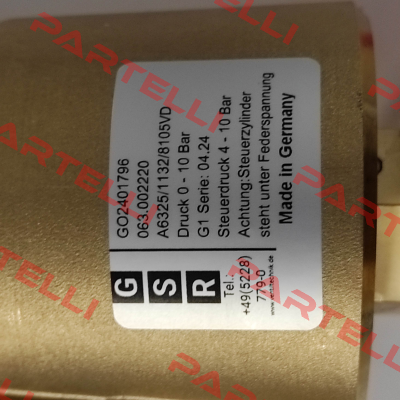 GO2401796
063.002220
A6325/1132/8105VD
Druck 0 - 10 Bar
G1 Serie: 04.24
Steuerdruck 4 - 10 Bar
Achtung:Steuerzylinder
steht unter Federspannung
Made in Germany
G S R
Tel.:
+49(5228)
779-0
PARTELLI
PARTELLI
PARTELLI
PARTELLI